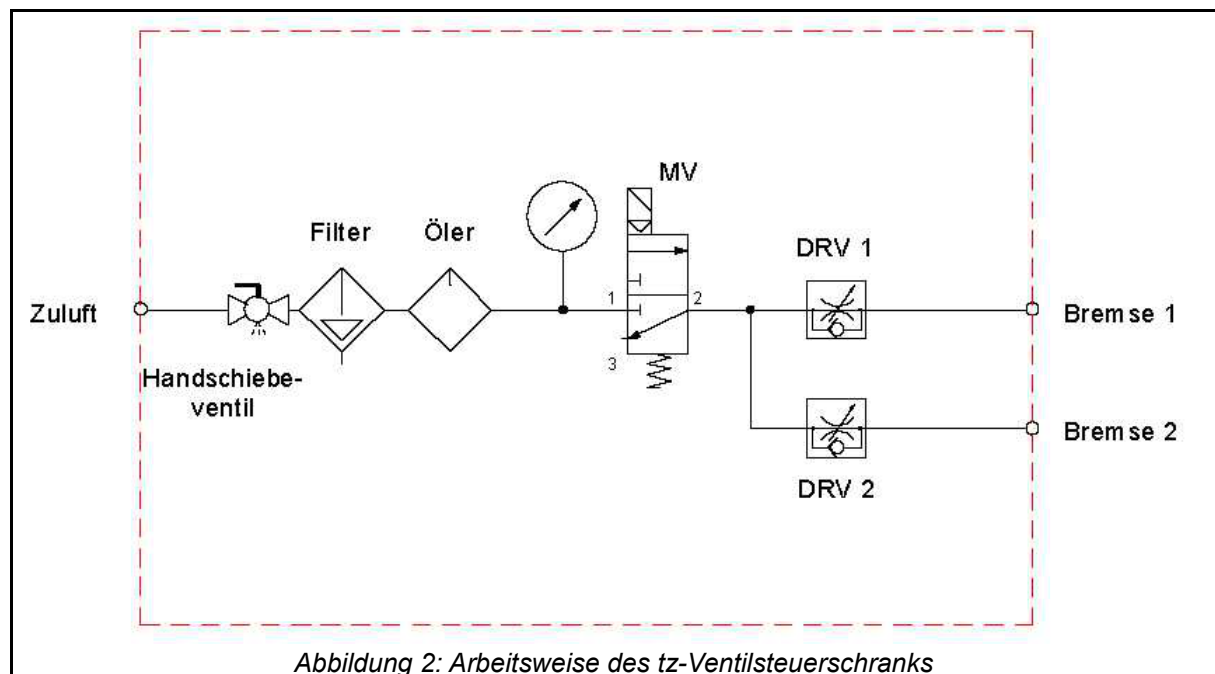 MV
Filter
Öler
DRV 1
1
2
Zuluft
Bremse 1
3
Handschiebe-
ventil
Bremse 2
DRV 2
Abbildung 2: Arbeitsweise des tz-Ventilsteuerschranks